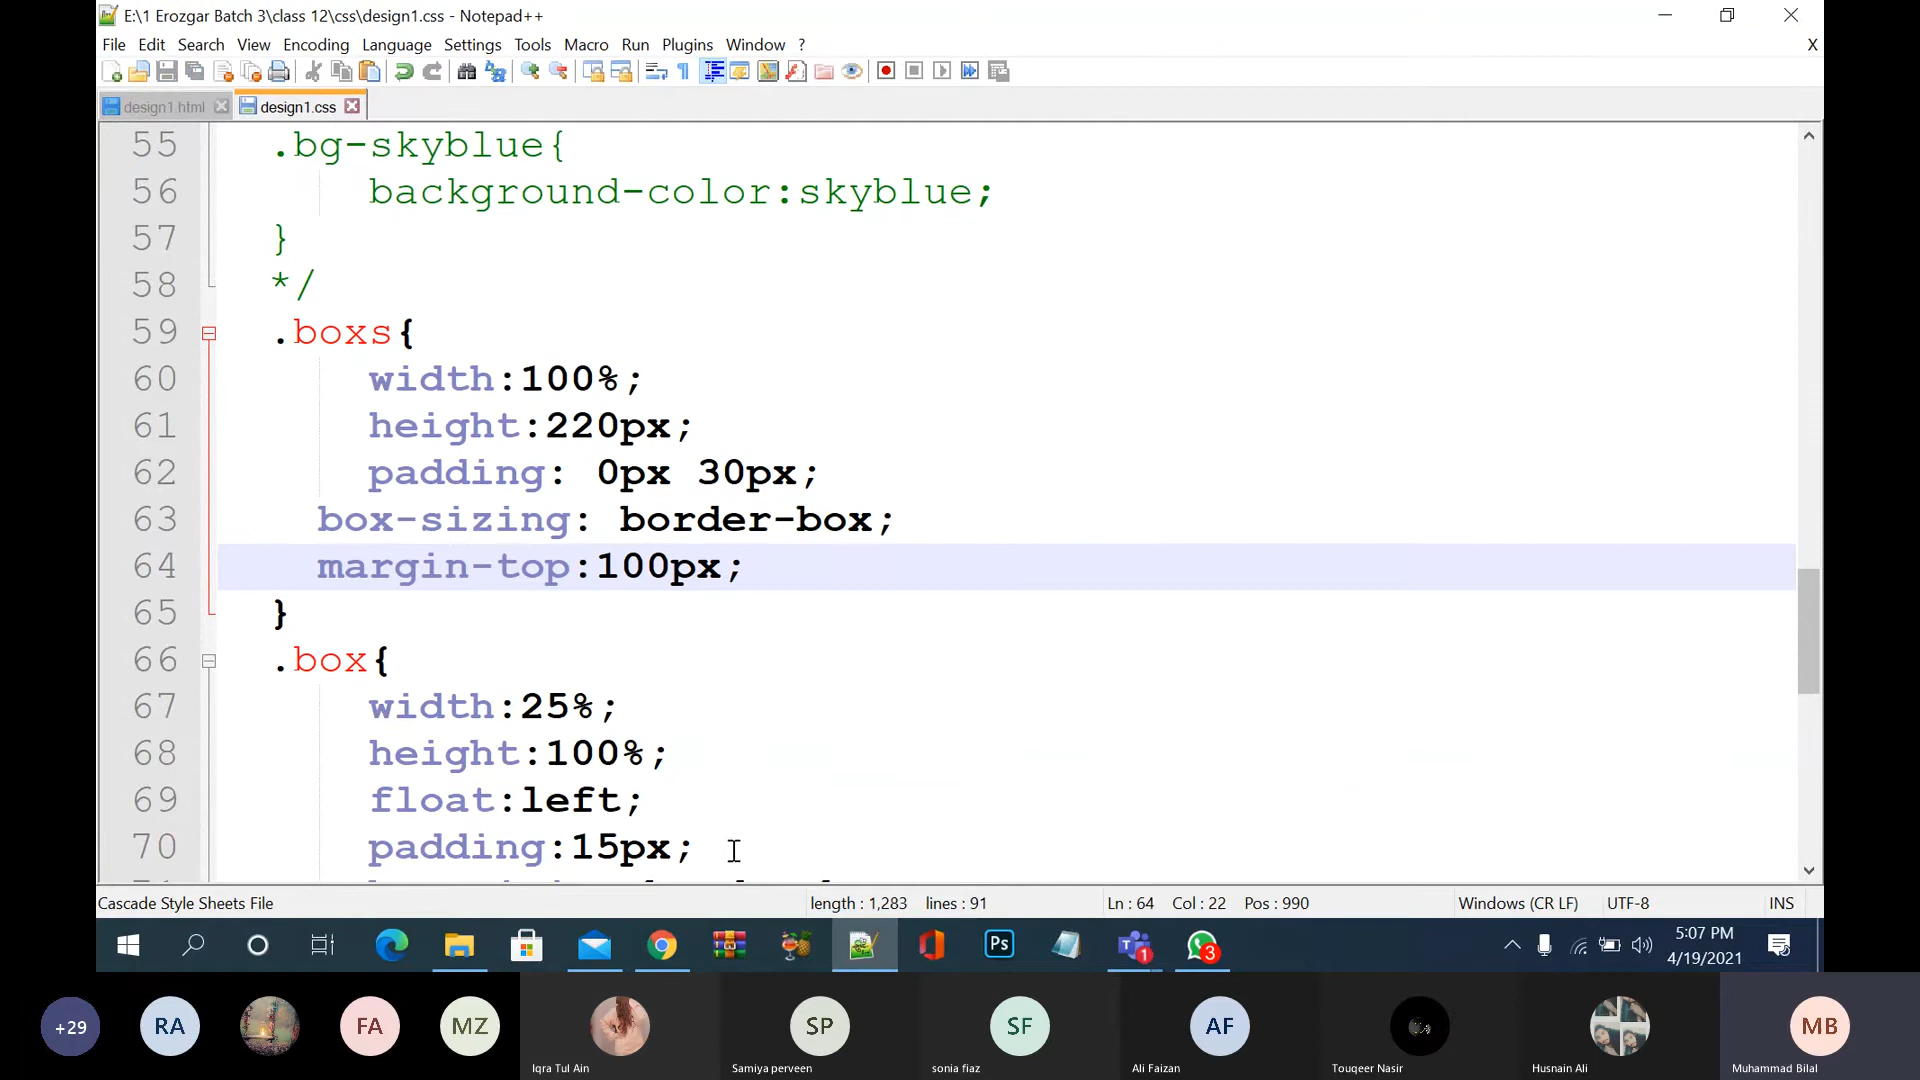 E:\1 Erozgar Batch 3\class 12\css\design1.css - Notepad++
File Edit Search View Encoding Language Settings Tools Macro Run Plugins Window ? X
design1.html design1.css
55 .bg-skyblue{
56 background-color:skyblue;
57 }
58 */
59 .boxs{
60 width:100%;
61 height:220px;
62 padding: 0px 30px;
63 box-sizing: border-box;
64 margin-top:100px;
65 }
66 .box{
67 width:25%;
68 height:100%;
69 float:left;
70 padding:15px;
Cascade Style Sheets File length : 1,283 lines : 91 Ln : 64 Col : 22 Pos : 990 Windows (CR LF) UTF-8 INS
Ps 1 3 5:07 PM
4/19/2021
+29 RA FA MZ SP SF AF MB
Iqra Tul Ain Samiya perveen sonia fiaz Ali Faizan Touqeer Nasir Husnain Ali Muhammad Bilal